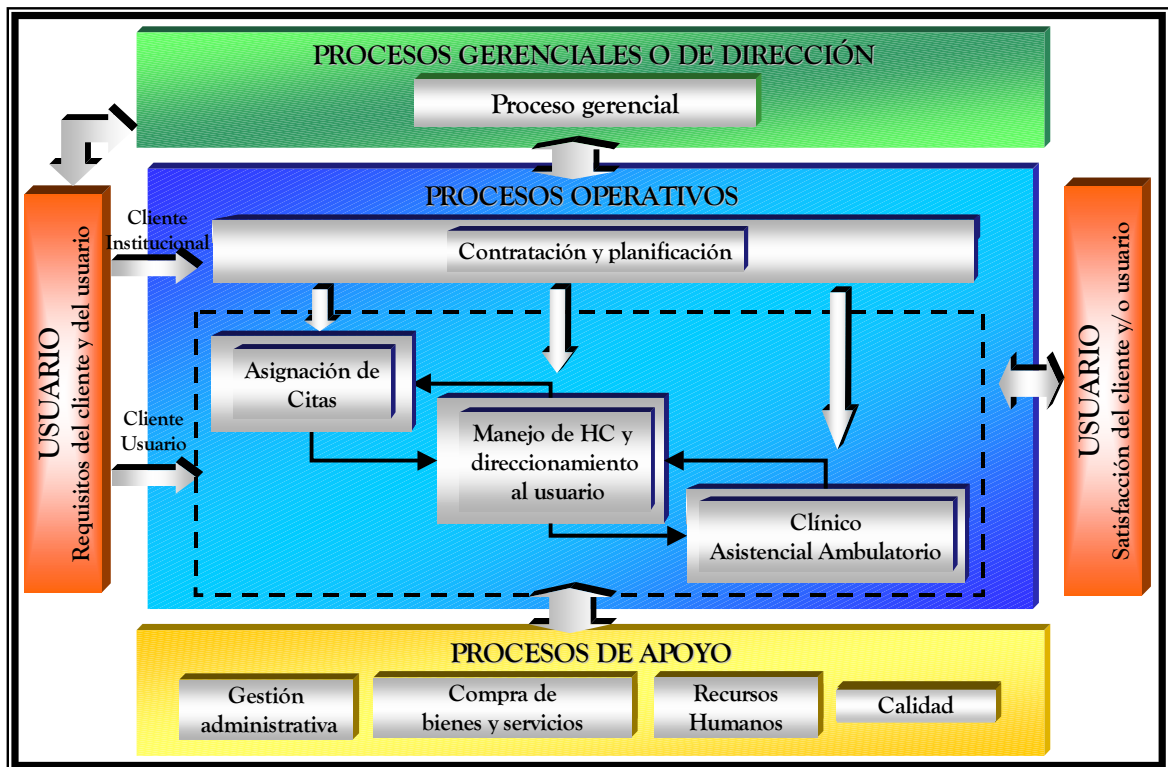 PROCESOS GERENCIALES O DE DIRECCIÓN
Proceso gerencial
PROCESOS OPERATIVOS
Cliente
Institucional
Contratación y planificación
USUARIO
Requisitos del cliente y del usuario
Asignación de
Citas
Cliente
Usuario
Manejo de HC y
direccionamiento
al usuario
Clínico
Asistencial Ambulatorio
USUARIO
Satisfacción del cliente y/ o usuario
PROCESOS DE APOYO
Gestión
administrativa
Compra de
bienes y servicios
Recursos
Humanos
Calidad